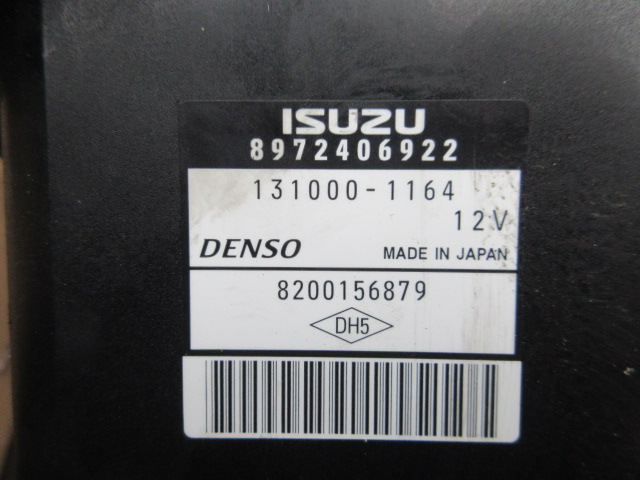 ISUZU
8972406922
131000-1164
12V
DENSO MADE IN JAPAN
8200156879
DH5